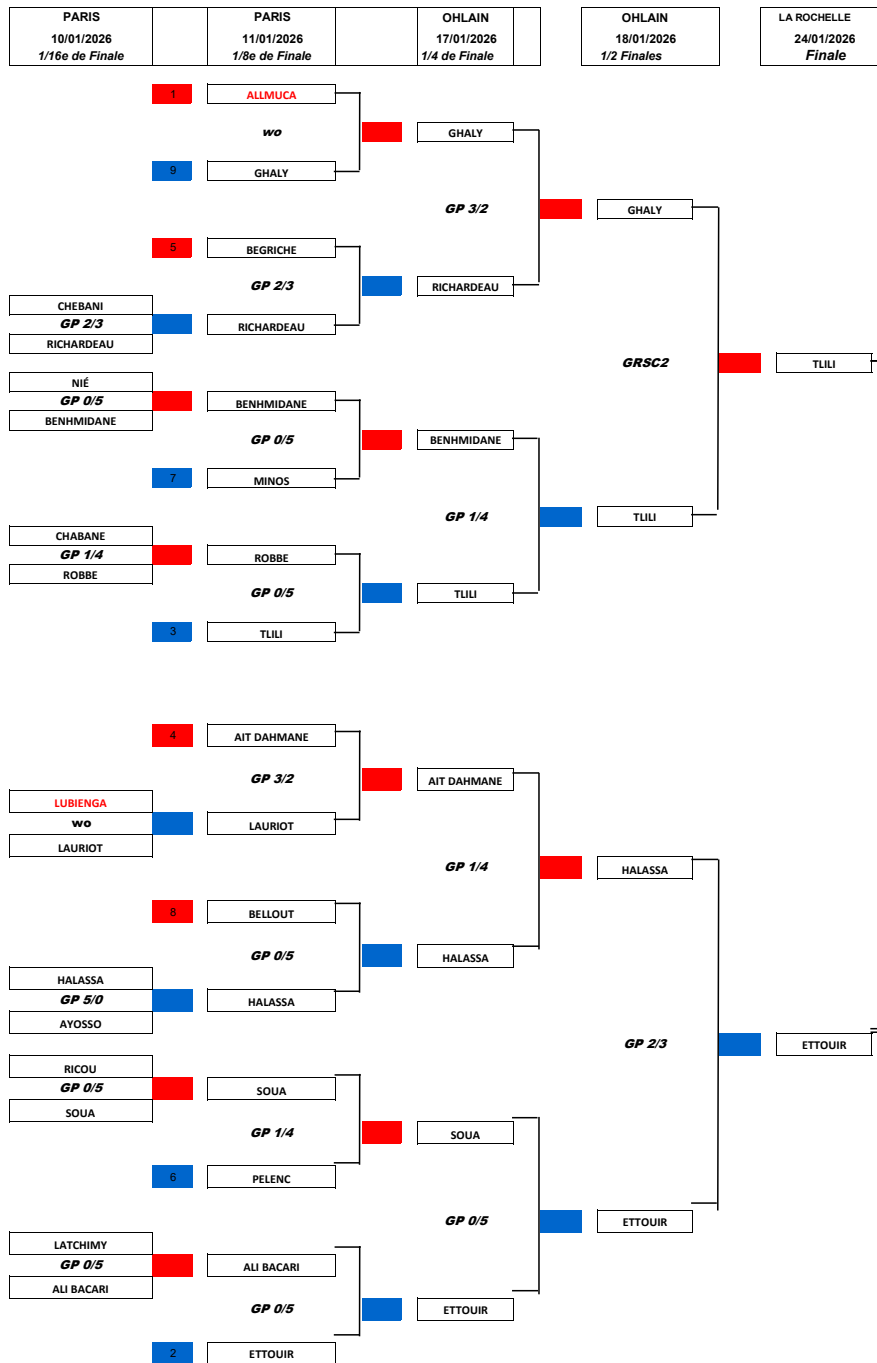 PARIS PARIS OHLAIN OHLAIN LA ROCHELLE
10/01/2026 11/01/2026 17/01/2026 18/01/2026 24/01/2026
1/16e de Finale 1/8e de Finale 1/4 de Finale 1/2 Finales Finale
1 ALLMUCA
wo GHALY
9 GHALY
GP 3/2 GHALY
5 BEGRICHE
GP 2/3 RICHARDEAU
CHEBANI
GP 2/3 RICHARDEAU
RICHARDEAU
GRSC2 TLILI
NIÉ
GP 0/5 BENHMIDANE
BENHMIDANE
GP 0/5 BENHMIDANE
7 MINOS
GP 1/4 TLILI
CHABANE
GP 1/4 ROBBE
ROBBE
GP 0/5 TLILI
3 TLILI
4 AIT DAHMANE
GP 3/2 AIT DAHMANE
LUBIENGA
wo LAURIOT
LAURIOT
GP 1/4 HALASSA
8 BELLOUT
GP 0/5 HALASSA
HALASSA
GP 5/0 HALASSA
AYOSSO
GP 2/3 ETTOUIR
RICOU
GP 0/5 SOUA
SOUA
GP 1/4 SOUA
6 PELENC
GP 0/5 ETTOUIR
LATCHIMY
GP 0/5 ALI BACARI
ALI BACARI
GP 0/5 ETTOUIR
2 ETTOUIR